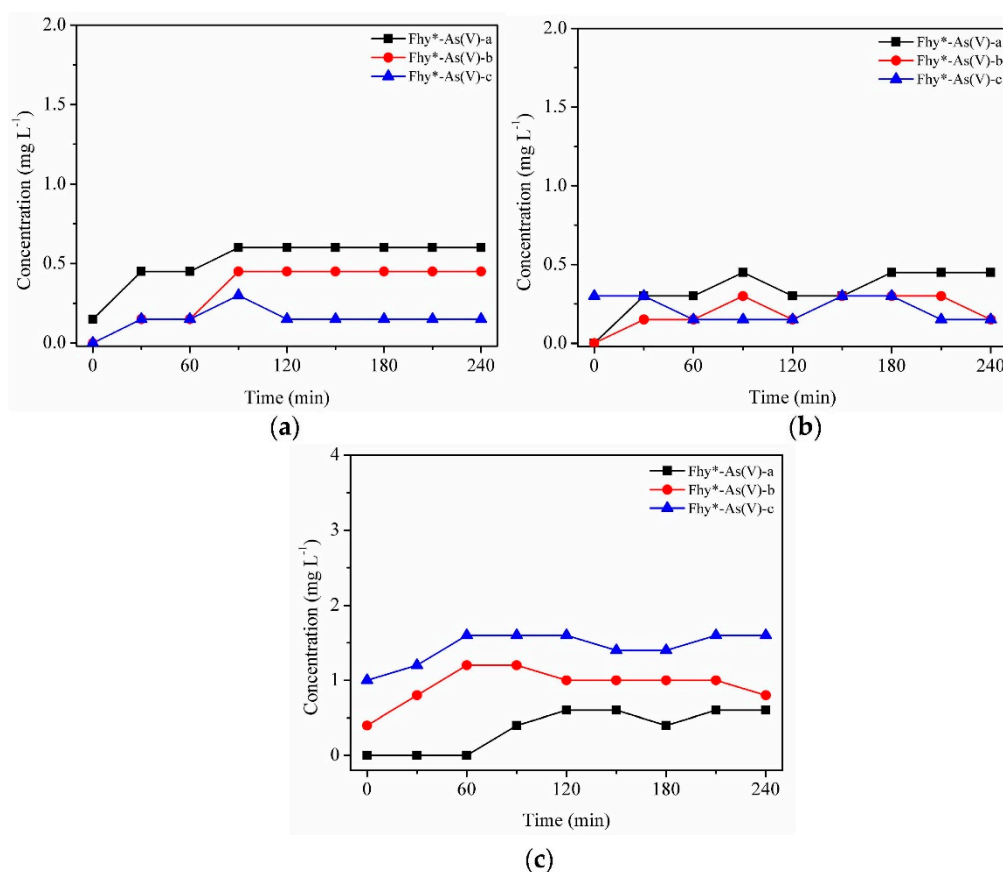 2.0
1.5
1.0
0.5
0.0
Concentration (mg L⁻¹)
Fhy*-As(V)-a
Fhy*-As(V)-b
Fhy*-As(V)-c
0 60 120 180 240
Time (min)
(a)
2.0
1.5
1.0
0.5
0.0
Concentration (mg L⁻¹)
Fhy*-As(V)-a
Fhy*-As(V)-b
Fhy*-As(V)-c
0 60 120 180 240
Time (min)
(b)
4
3
2
1
0
Concentration (mg L⁻¹)
Fhy*-As(V)-a
Fhy*-As(V)-b
Fhy*-As(V)-c
0 60 120 180 240
Time (min)
(c)